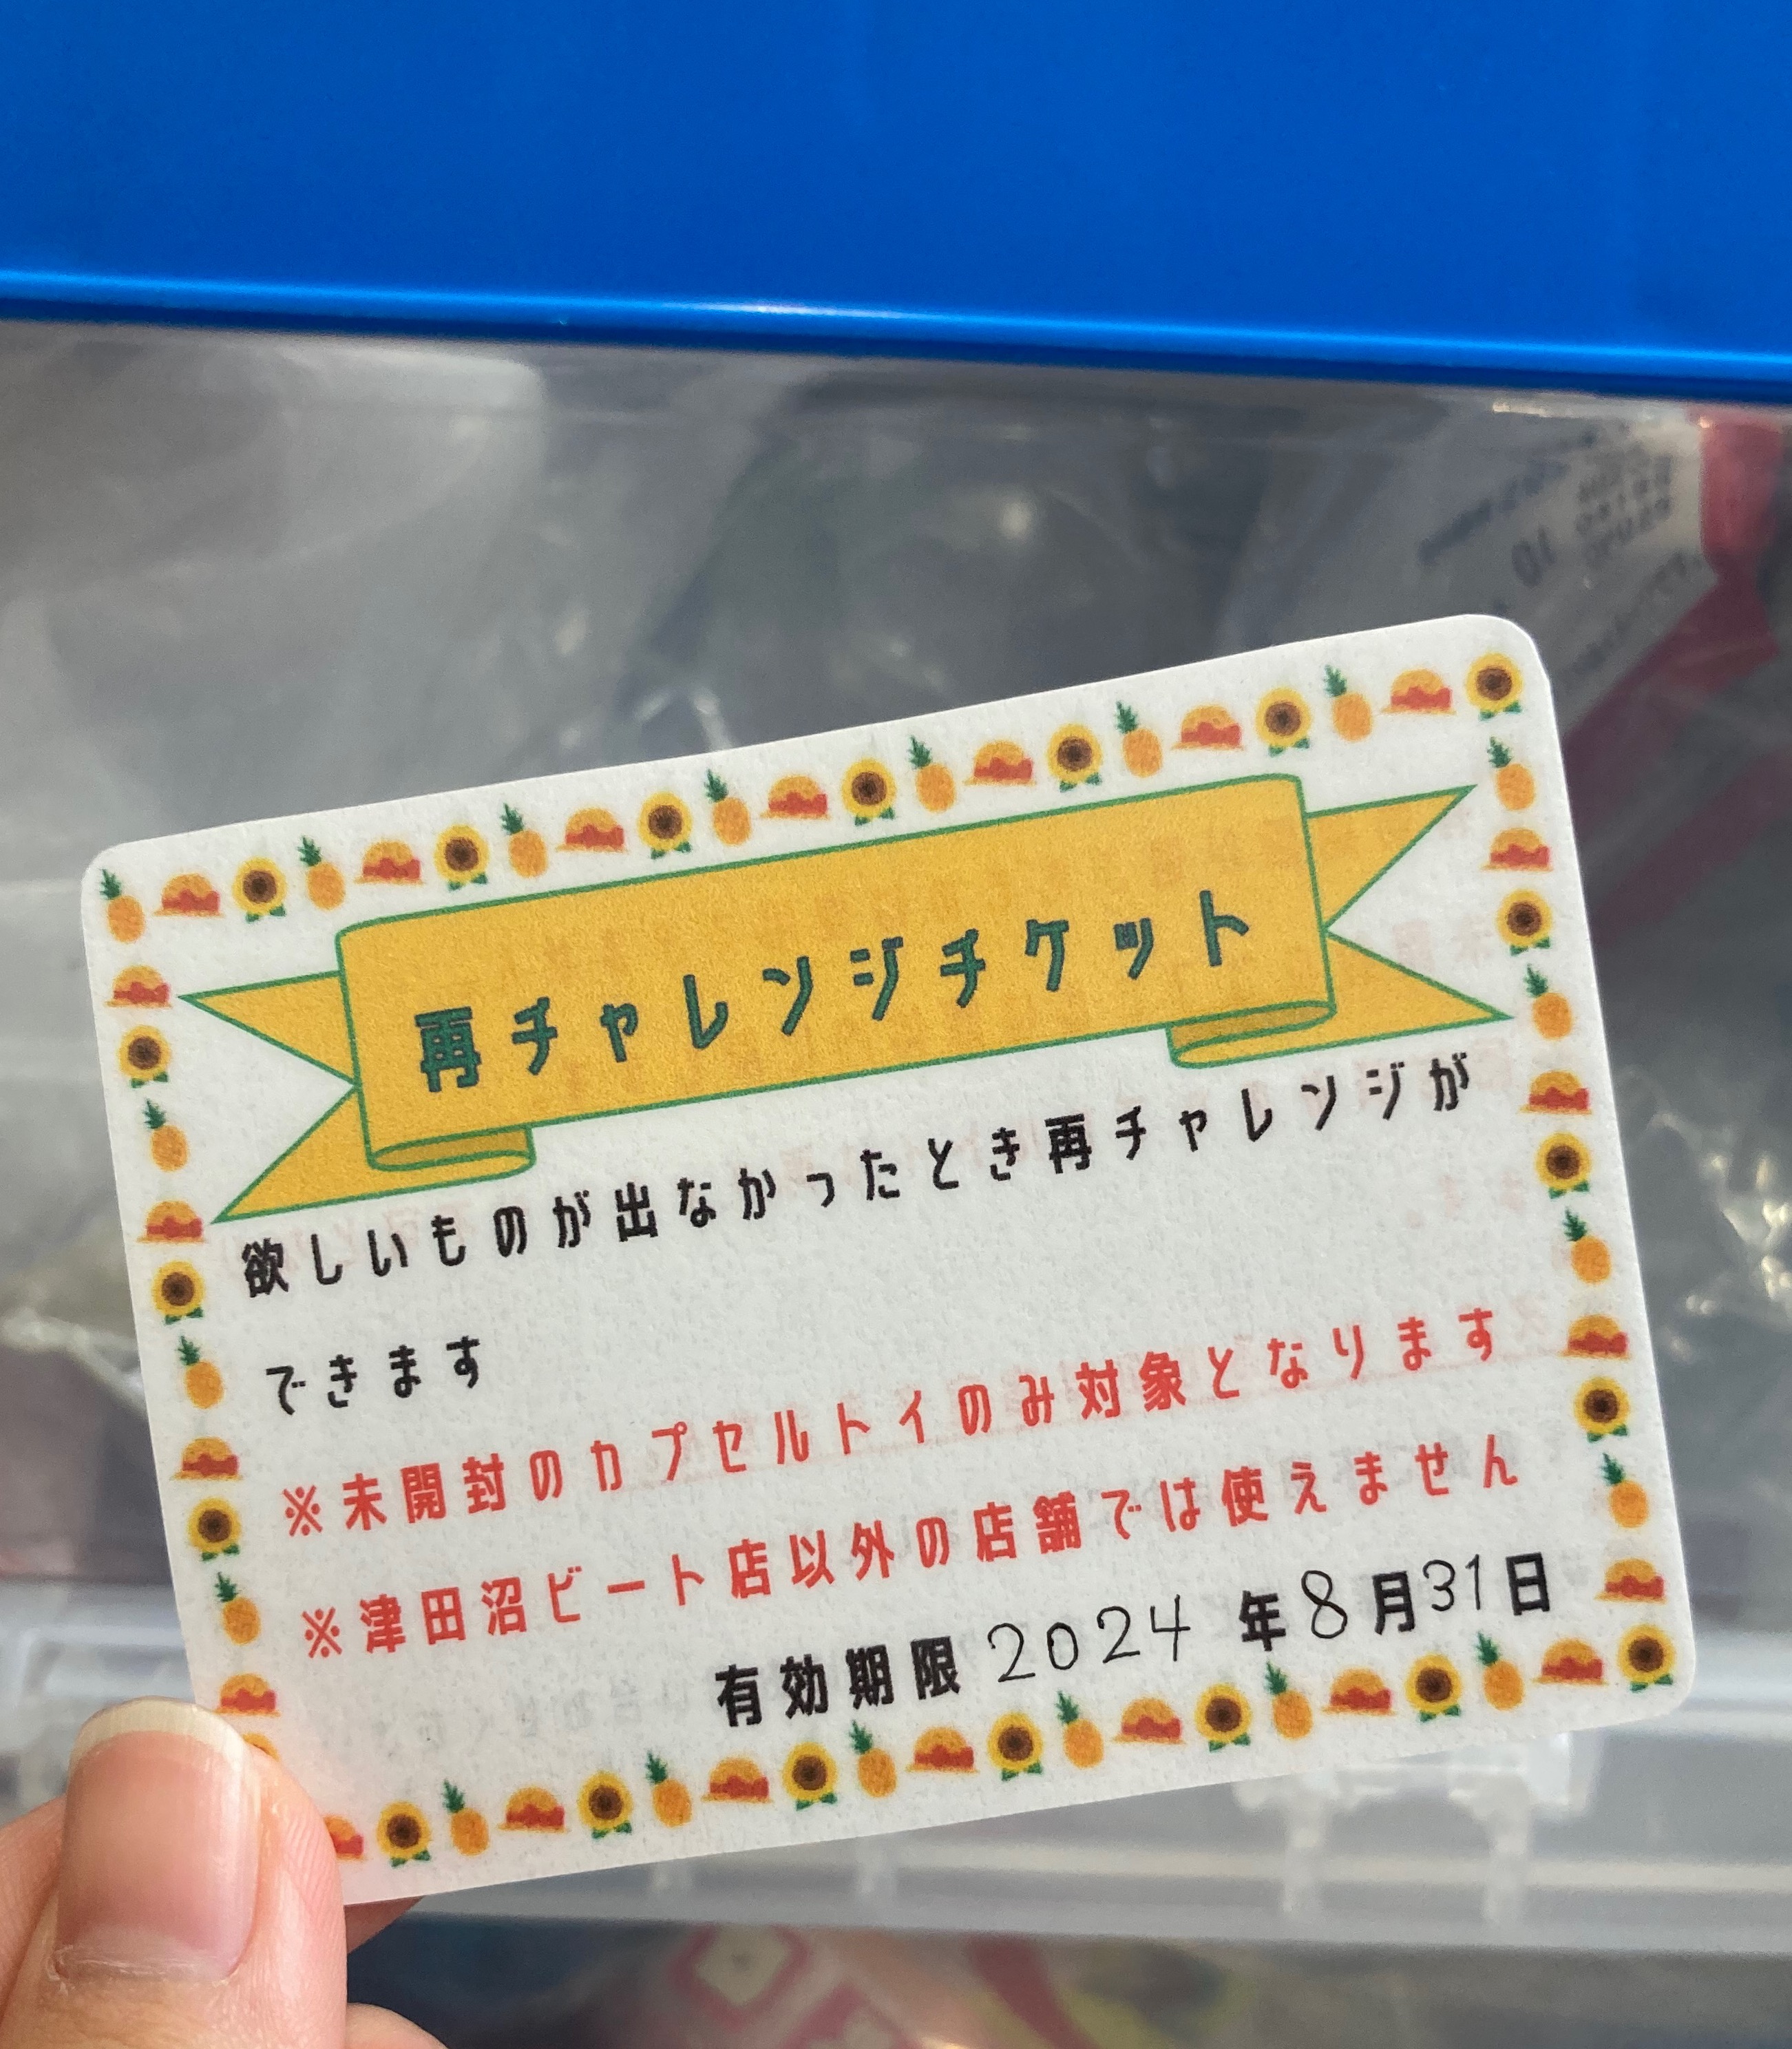 再チャレンジチケット
欲しいものが出なかったとき再チャレンジが
できます
※未開封のカプセルトイのみ対象となります
※津田沼ビート店以外の店舗では使えません
有効期限 2024 年 8 月 31 日